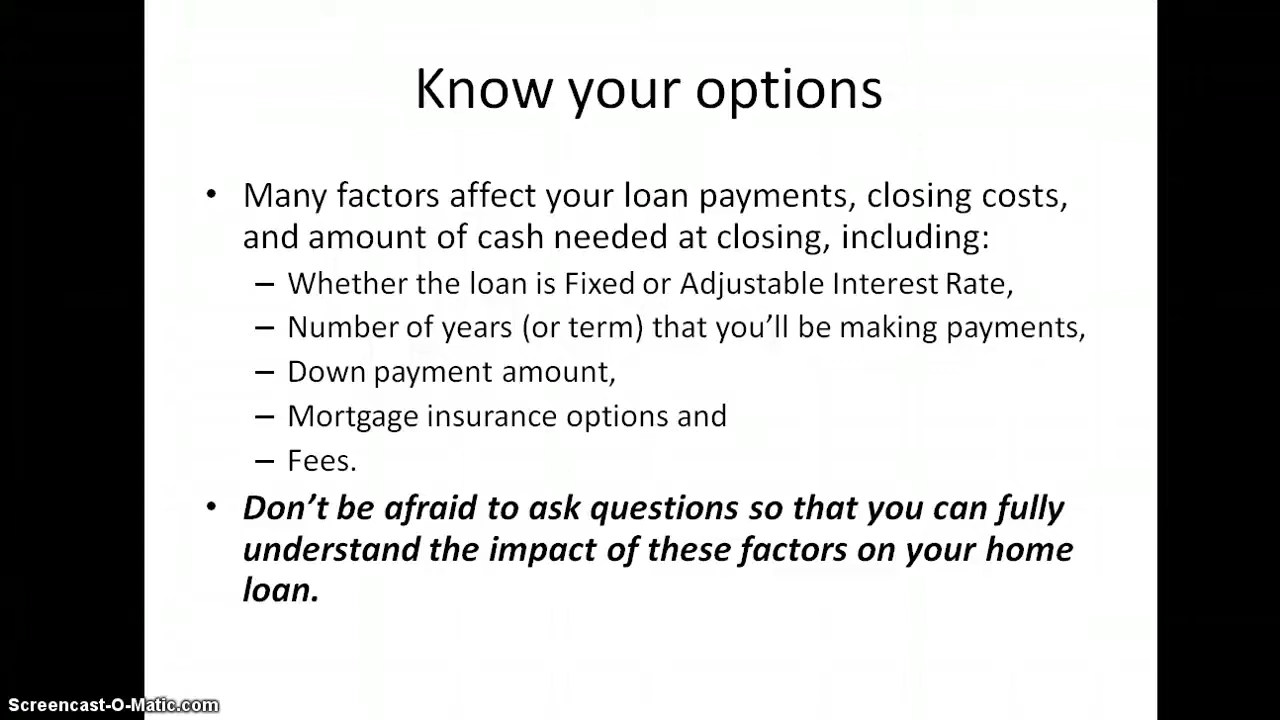 Know your options
• Many factors affect your loan payments, closing costs,
and amount of cash needed at closing, including:
– Whether the loan is Fixed or Adjustable Interest Rate,
– Number of years (or term) that you’ll be making payments,
– Down payment amount,
– Mortgage insurance options and
– Fees.
• Don’t be afraid to ask questions so that you can fully
understand the impact of these factors on your home
loan.
Screencast-O-Matic.com